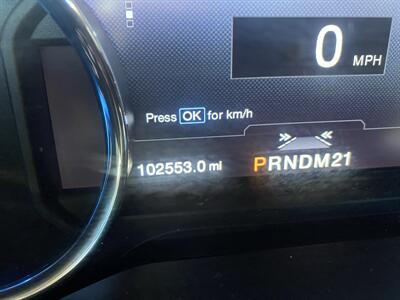 0 MPH
Press OK for km/h
102553.0 mi PRNDM21